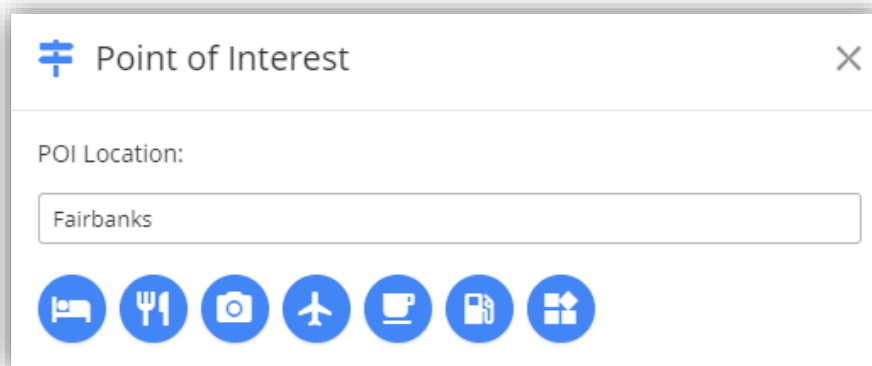 Point of Interest
POI Location:
Fairbanks